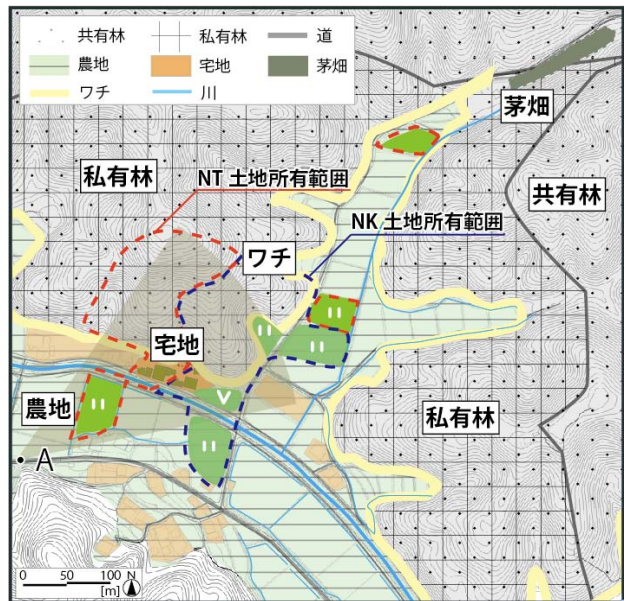 共有林 私有林 道
農地 宅地 茅畑
ワチ 川
茅畑
私有林
NT 土地所有範囲
共有林
NK 土地所有範囲
ワチ
宅地
農地
私有林
A
0 50 100
[m]
N